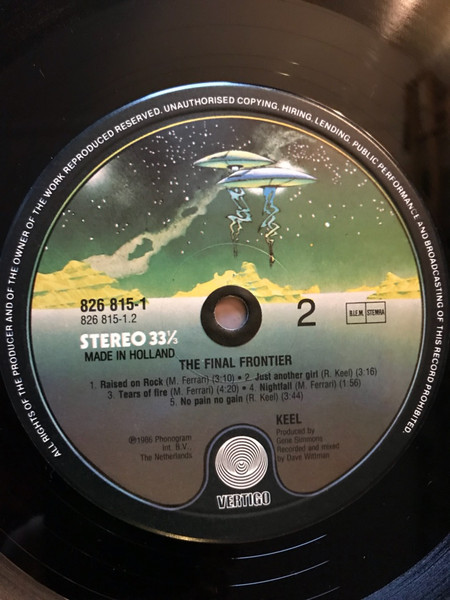 ALL RIGHTS OF THE PRODUCER AND OF THE OWNER OF THE WORK REPRODUCED RESERVED. UNAUTHORISED COPYING, HIRING, LENDING, PUBLIC PERFORMANCE AND BROADCASTING OF THIS RECORD PROHIBITED.
826 815-1
826 815-1.2
STEREO 33⅓
MADE IN HOLLAND
2
B.I.E.M. STEMRA
THE FINAL FRONTIER
1. Raised on Rock (M. Ferrari) (3:10) • 2. Just another girl (R. Keel) (3:16)
3. Tears of fire (M. Ferrari) (4:20) • 4. Nightfall (M. Ferrari) (1:56)
5. No pain no gain (R. Keel) (3:44)
KEEL
℗1986 Phonogram
Int. B.V.,
The Netherlands
Produced by
Gene Simmons
Recorded and mixed
by Dave Wittman
VERTIGO